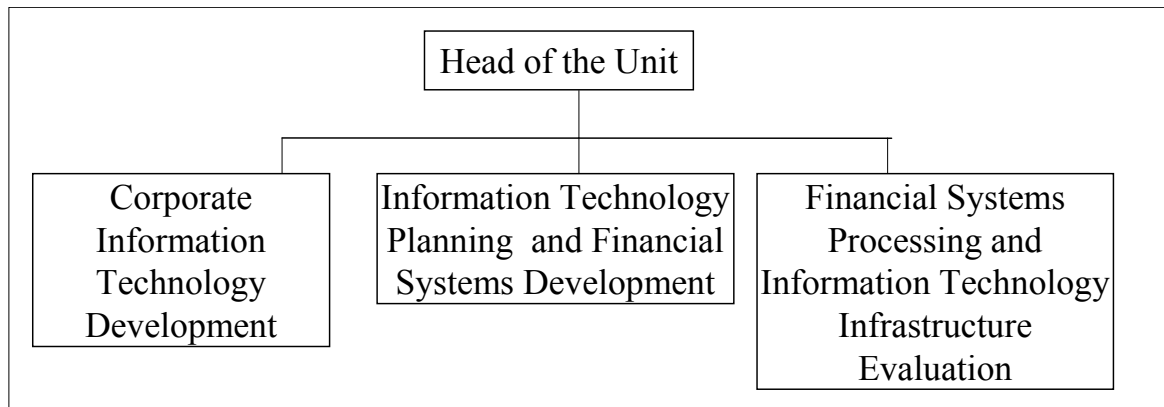 Head of the Unit
Corporate
Information
Technology
Development
Information Technology
Planning and Financial
Systems Development
Financial Systems
Processing and
Information Technology
Infrastructure
Evaluation